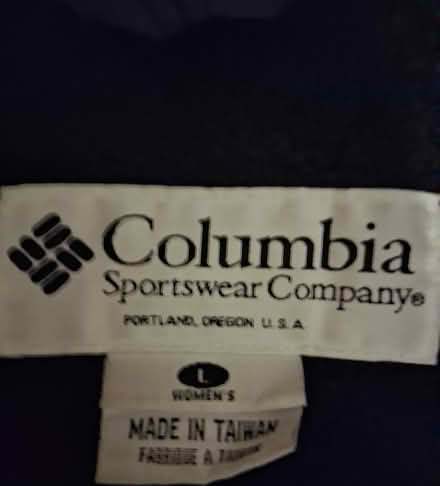 Columbia
Sportswear Company®
PORTLAND, OREGON U.S.A.
L
WOMEN'S
MADE IN TAIWAN
FABRIQUE A TAIWAN